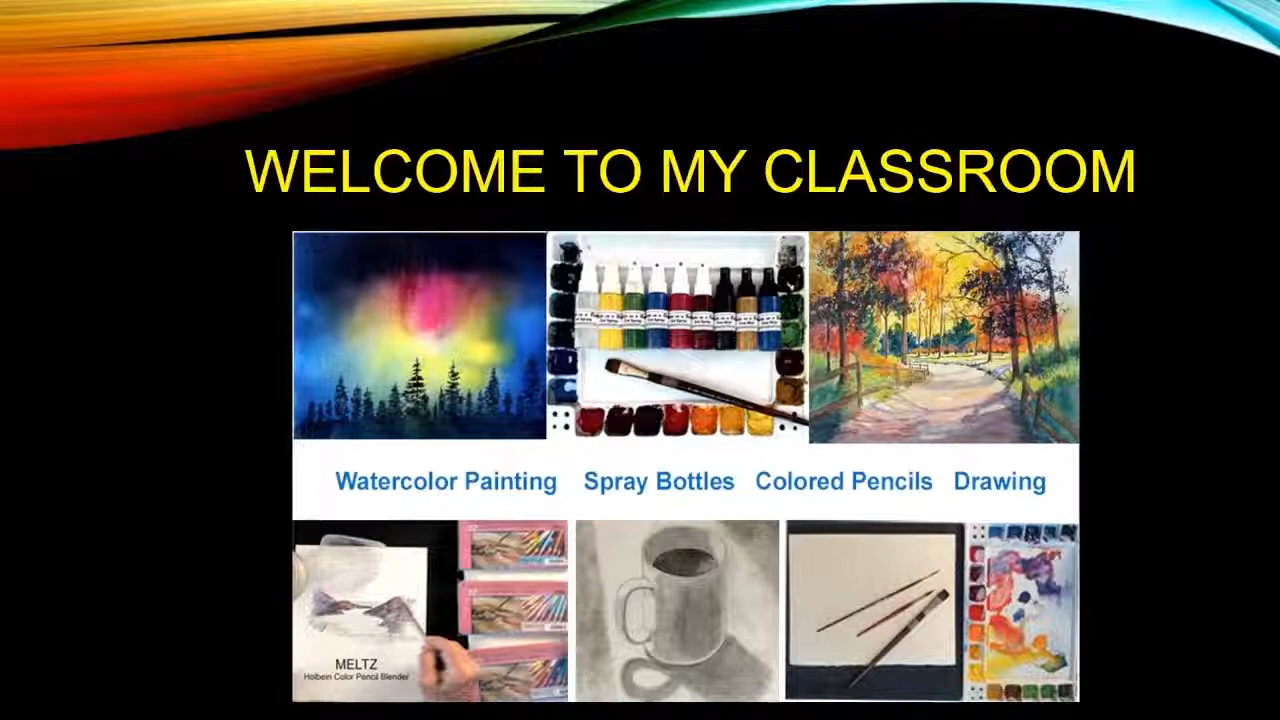 WELCOME TO MY CLASSROOM
Watercolor Painting Spray Bottles Colored Pencils Drawing
MELTZ
Holbein Color Pencil Blender